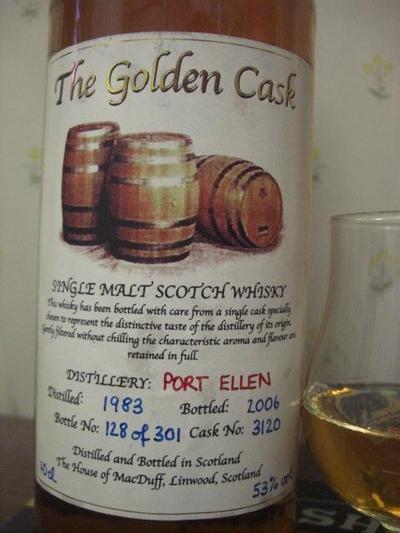 The Golden Cask
SINGLE MALT SCOTCH WHISKY
This whisky has been bottled with care from a single cask specially
chosen to represent the distinctive taste of the distillery of its origin,
Gently filtered without chilling the characteristic aroma and flavour are
retained in full.
DISTILLERY: PORT ELLEN
Distilled: 1983 Bottled: 2006
Bottle No: 128 of 301 Cask No: 3120
Distilled and Bottled in Scotland
The House of MacDuff, Linwood, Scotland
50cl 53% vol